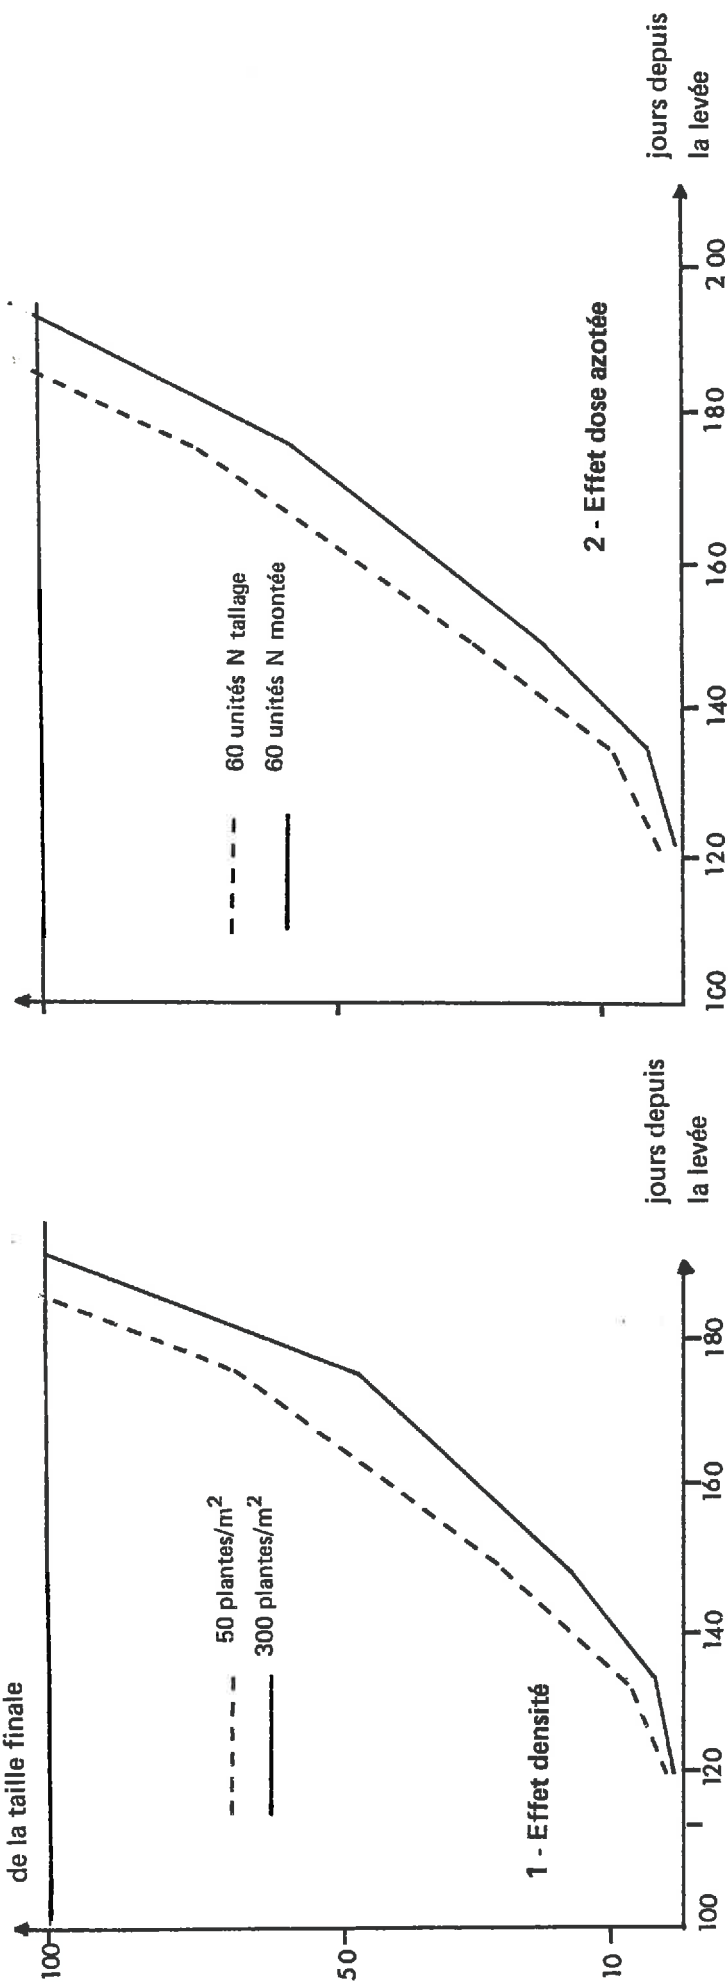 de la taille finale
100
50
10
50 plantes/m²
300 plantes/m²
1 - Effet densité
100
120
140
160
180
jours depuis
la levée
60 unités N tallage
60 unités N montée
2 - Effet dose azotée
100
120
140
160
180
200
jours depuis
la levée